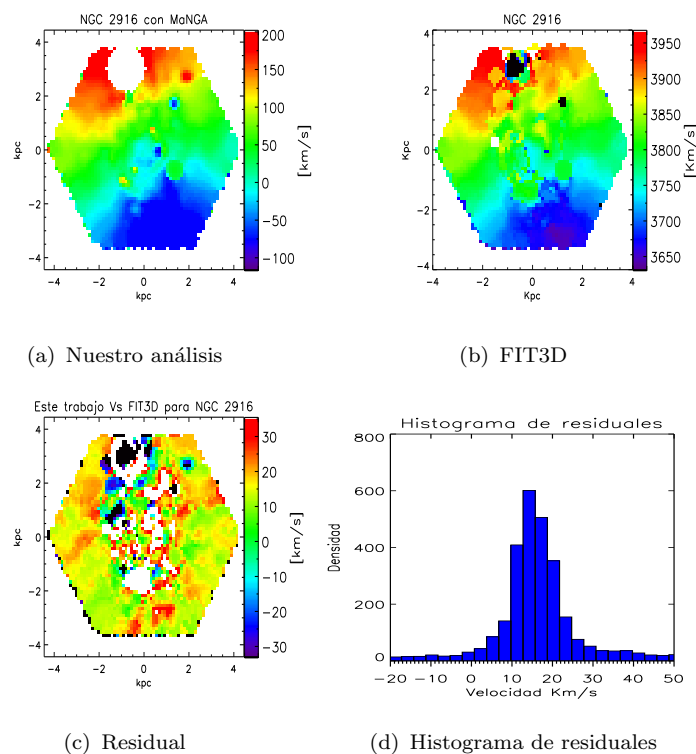 NGC 2916 con MaNGA
4
2
0
−2
−4
kpc
−4 −2 0 2 4
kpc
200
150
100
50
0
−50
−100
[km/s]
(a) Nuestro análisis
NGC 2916
4
2
0
−2
−4
Kpc
−4 −2 0 2 4
Kpc
3950
3900
3850
3800
3750
3700
3650
[Km/s]
(b) FIT3D
Este trabajo Vs FIT3D para NGC 2916
4
2
0
−2
−4
kpc
−4 −2 0 2 4
kpc
30
20
10
0
−10
−20
−30
[km/s]
(c) Residual
Histograma de residuales
800
600
400
200
0
Densidad
−20 −10 0 10 20 30 40 50
Velocidad Km/s
(d) Histograma de residuales